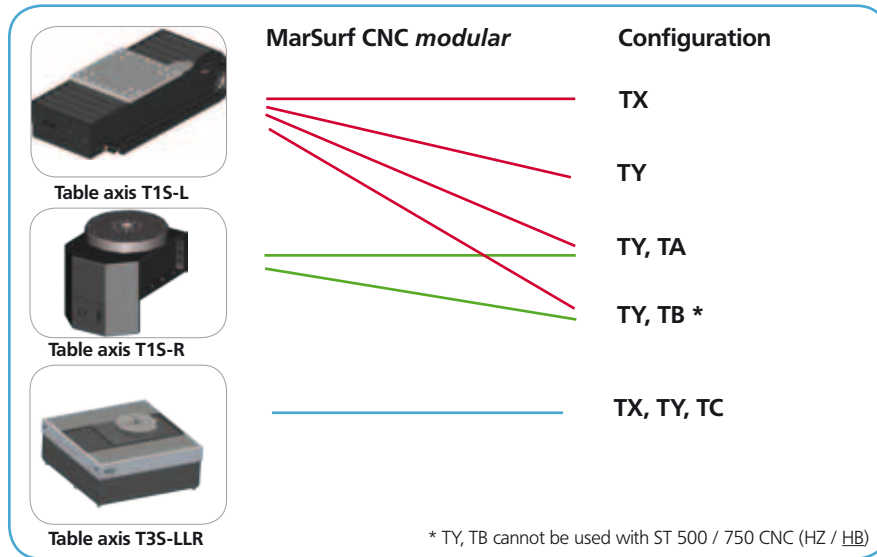 MarSurf CNC modular
Configuration
TX
Table axis T1S-L
TY
TY, TA
Table axis T1S-R
TY, TB *
TX, TY, TC
Table axis T3S-LLR
* TY, TB cannot be used with ST 500 / 750 CNC (HZ / HB)